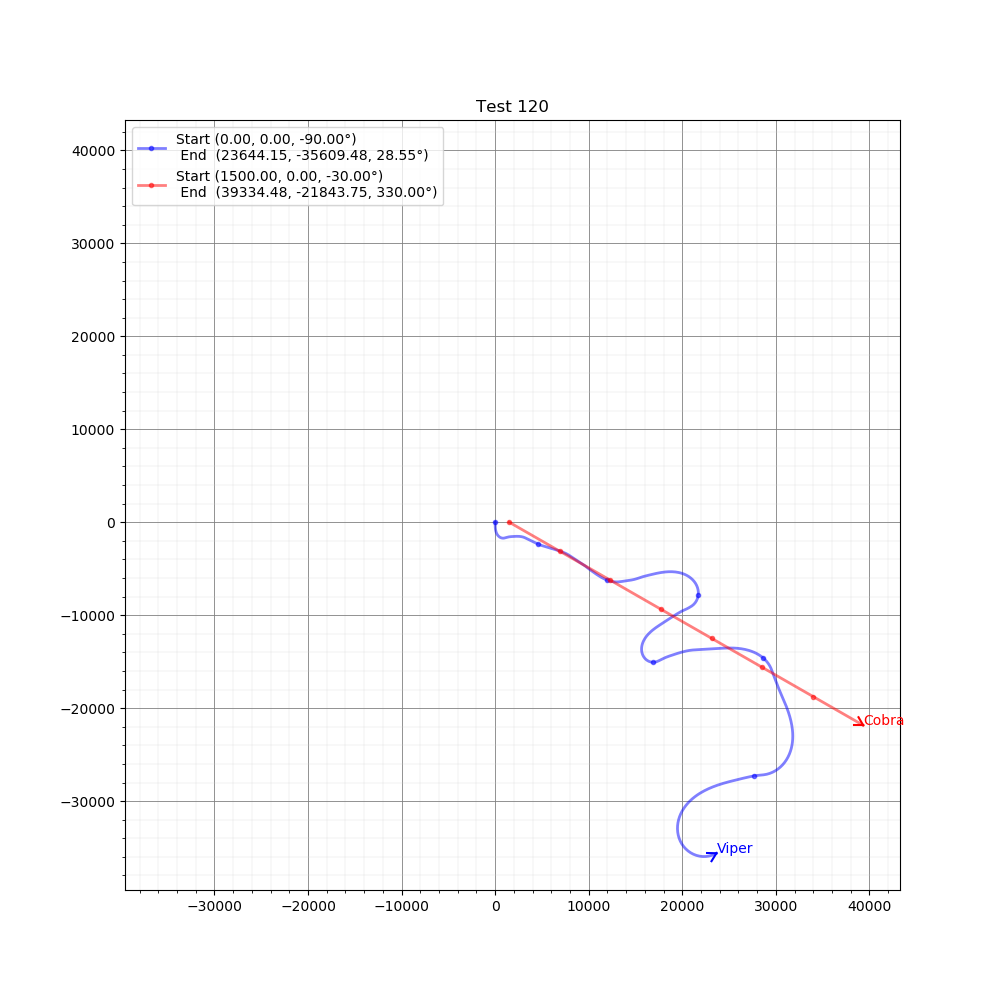 Test 120
Start (0.00, 0.00, -90.00°)
End  (23644.15, -35609.48, 28.55°)
Start (1500.00, 0.00, -30.00°)
End  (39334.48, -21843.75, 330.00°)
40000
30000
20000
10000
0
−10000
−20000
−30000
Cobra
Viper
−30000 −20000 −10000 0 10000 20000 30000 40000